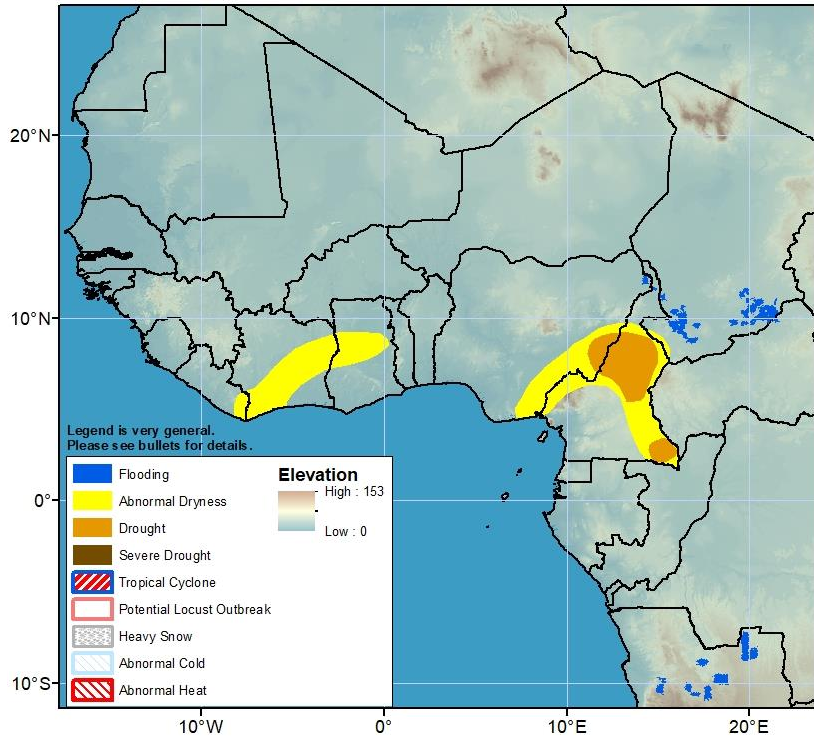 20°N
10°N
0°
10°S
Legend is very general.
Please see bullets for details.
Flooding
Abnormal Dryness
Drought
Severe Drought
Tropical Cyclone
Potential Locust Outbreak
Heavy Snow
Abnormal Cold
Abnormal Heat
Elevation
High : 153
Low : 0
10°W
0°
10°E
20°E